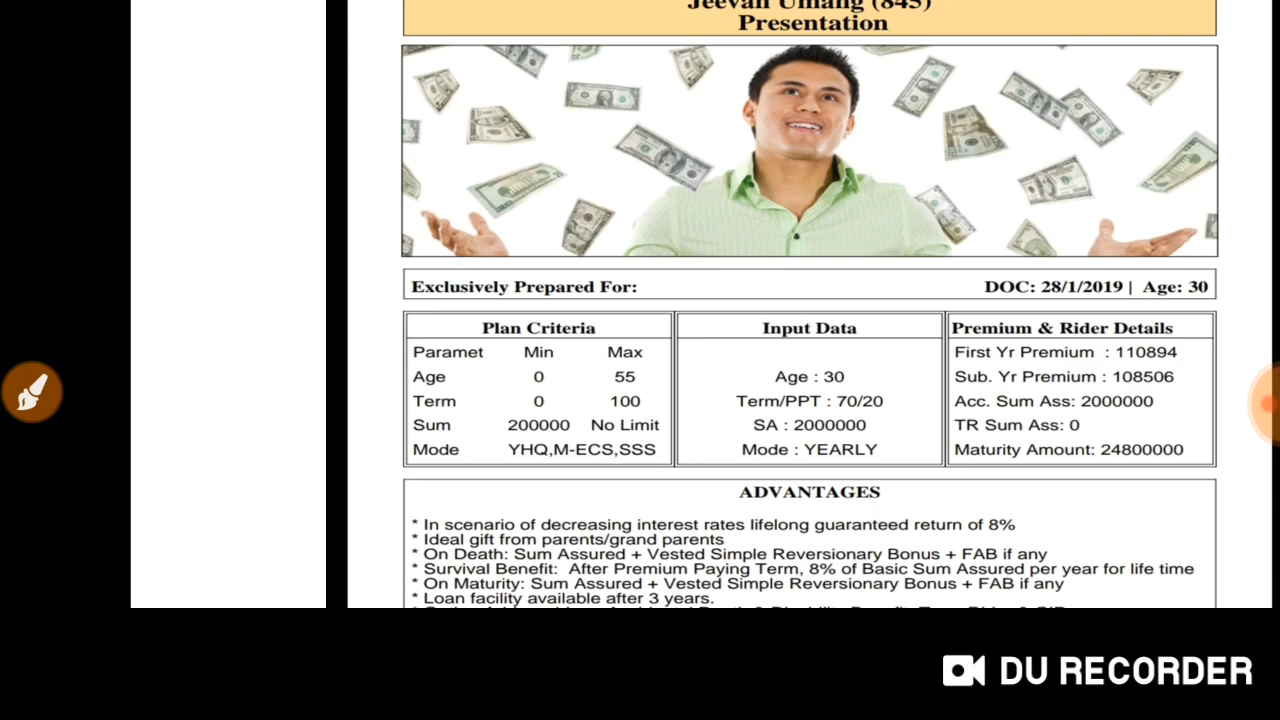 Jeevan Umang (845)
Presentation
Exclusively Prepared For:
DOC: 28/1/2019 | Age: 30
Plan Criteria
Paramet Min Max
Age 0 55
Term 0 100
Sum 200000 No Limit
Mode YHQ,M-ECS,SSS
Input Data
Age : 30
Term/PPT : 70/20
SA : 2000000
Mode : YEARLY
Premium & Rider Details
First Yr Premium : 110894
Sub. Yr Premium : 108506
Acc. Sum Ass: 2000000
TR Sum Ass: 0
Maturity Amount: 24800000
ADVANTAGES
* In scenario of decreasing interest rates lifelong guaranteed return of 8%
* Ideal gift from parents/grand parents
* On Death: Sum Assured + Vested Simple Reversionary Bonus + FAB if any
* Survival Benefit: After Premium Paying Term, 8% of Basic Sum Assured per year for life time
* On Maturity: Sum Assured + Vested Simple Reversionary Bonus + FAB if any
* Loan facility available after 3 years.
DU RECORDER